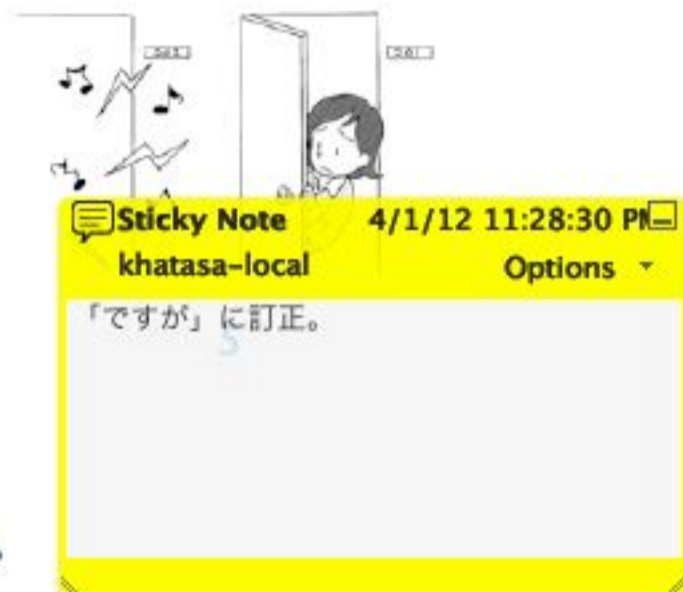 Sticky Note 4/1/12 11:28:30 PM
khatasa-local Options
「ですが」に訂正。